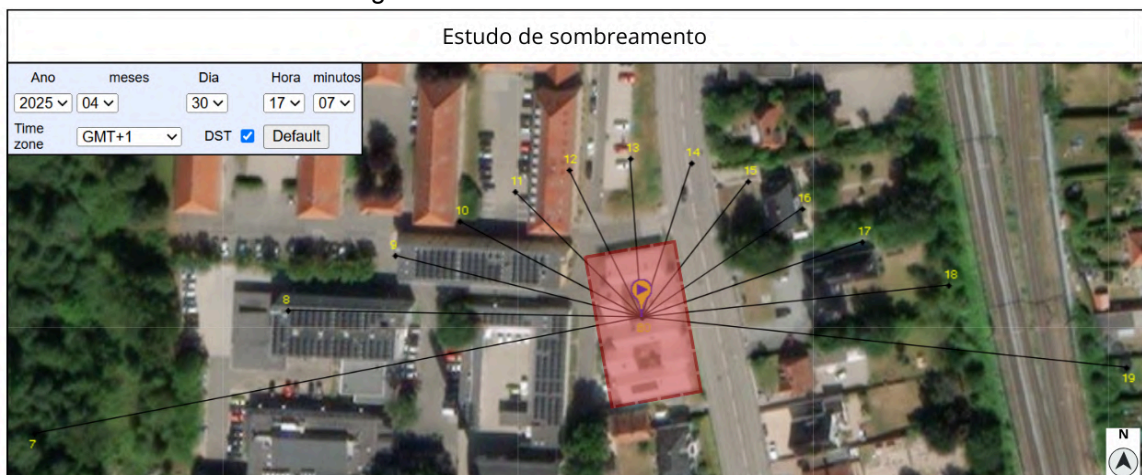 Estudo de sombreamento
Ano meses Dia Hora minutos
2025 04 30 17 07
Time zone GMT+1 DST Default
13
12
14
11
15
16
10
17
9
18
8
19
7
N